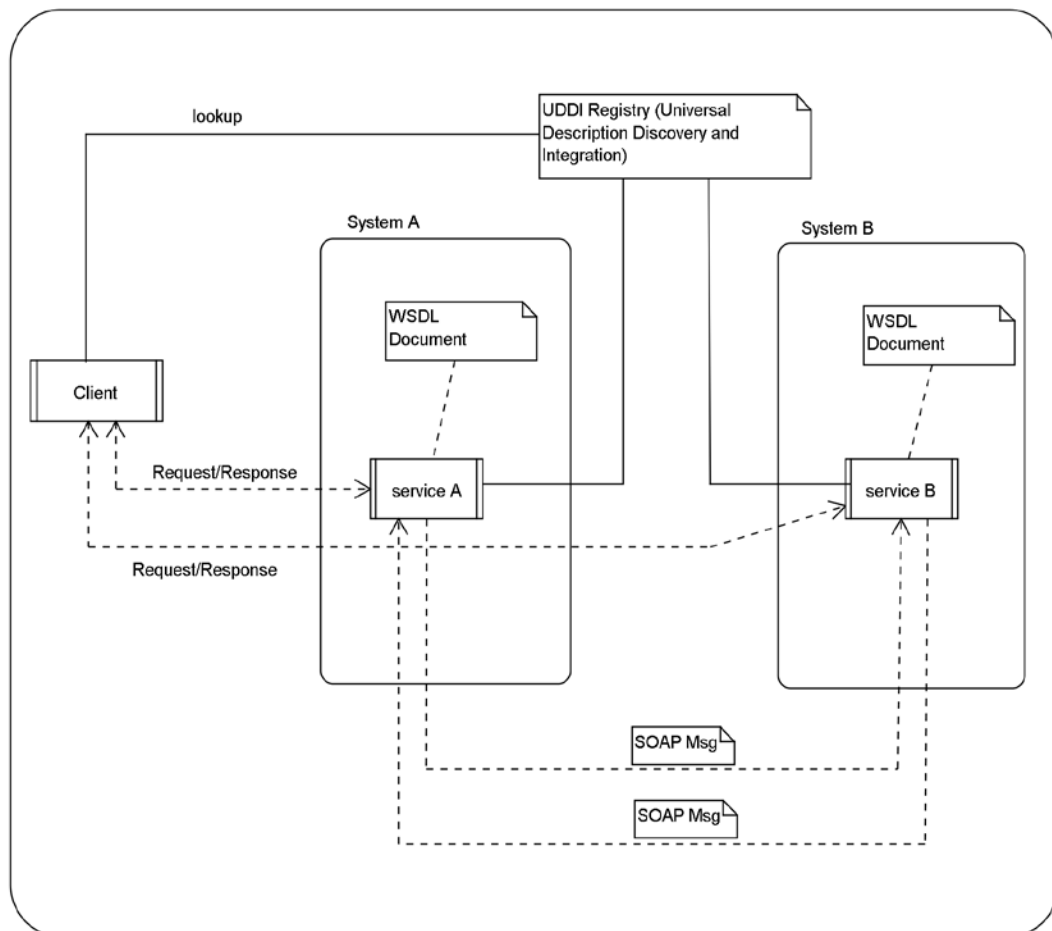 lookup
UDDI Registry (Universal
Description Discovery and
Integration)
System A
System B
WSDL
Document
WSDL
Document
Client
Request/Response
service A
service B
Request/Response
SOAP Msg
SOAP Msg